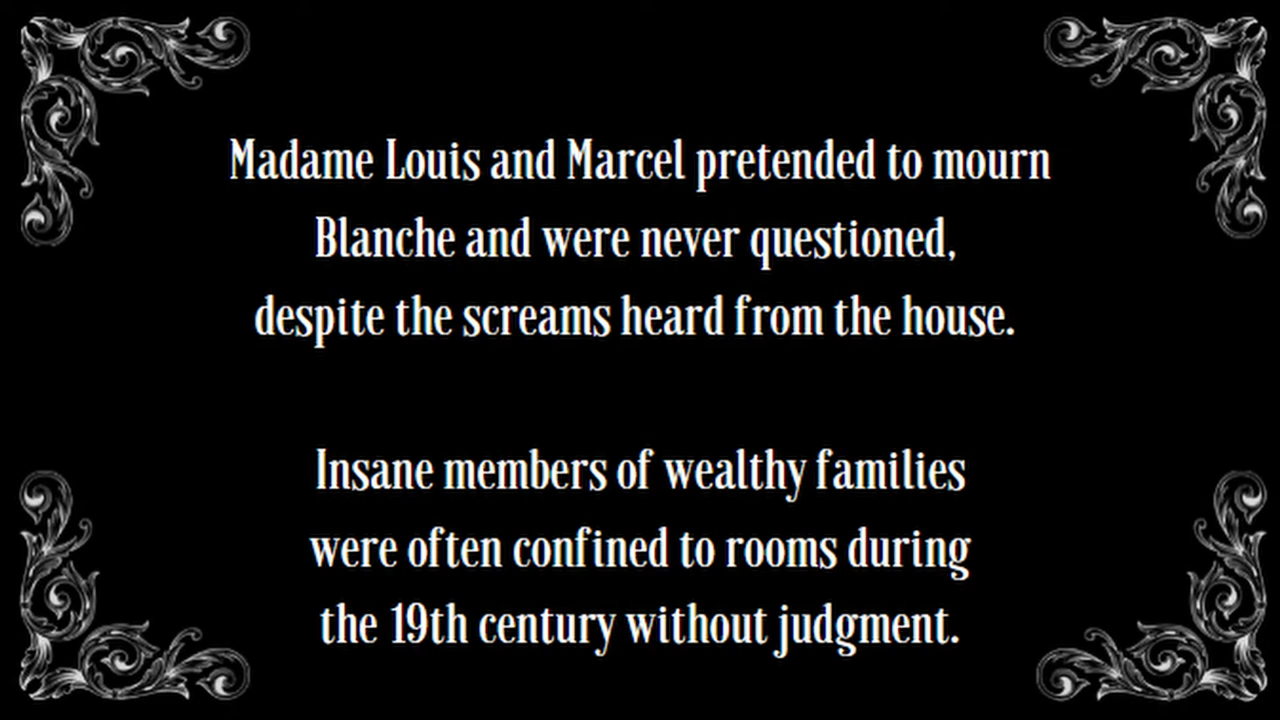 Madame Louis and Marcel pretended to mourn
Blanche and were never questioned,
despite the screams heard from the house.
Insane members of wealthy families
were often confined to rooms during
the 19th century without judgment.